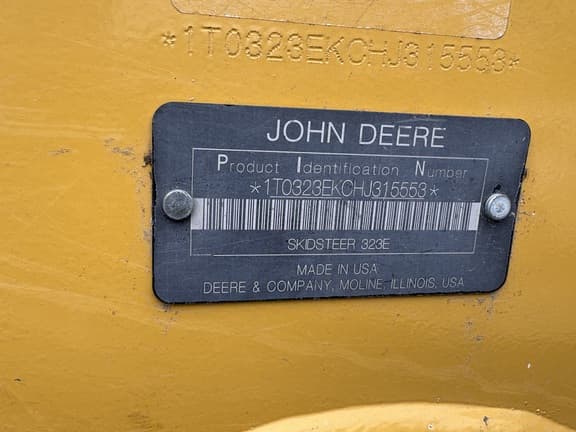 *1T0323EKCHJ315553*
JOHN DEERE
Product Identification Number
*1T0323EKCHJ315553*
SKIDSTEER 323E
MADE IN USA
DEERE & COMPANY, MOLINE, ILLINOIS, USA